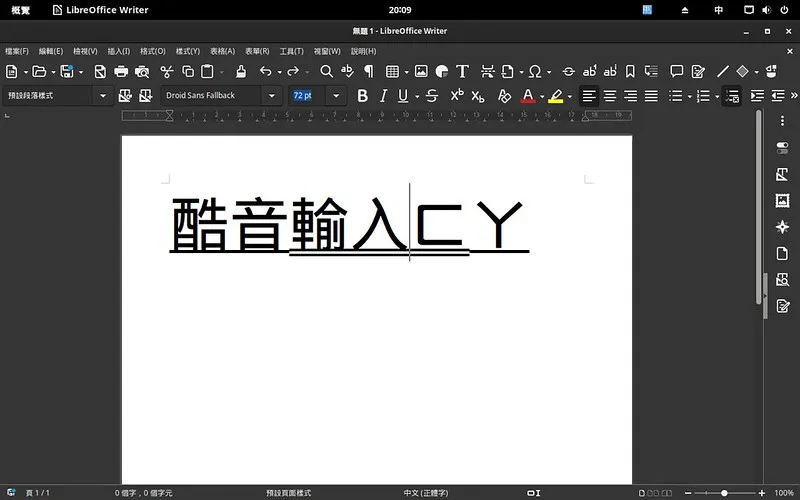 概覽 LibreOffice Writer 20:09 中
無題 1 - LibreOffice Writer
檔案(F) 編輯(E) 檢視(V) 插入(I) 格式(O) 樣式(Y) 表格(A) 表單(R) 工具(T) 視窗(W) 說明(H)
預設段落樣式 Droid Sans Fallback 72 pt
酷音輸入ㄈㄚ
頁 1 / 1 0 個字 , 0 個字元 預設頁面樣式 中文 (正體字) 100%